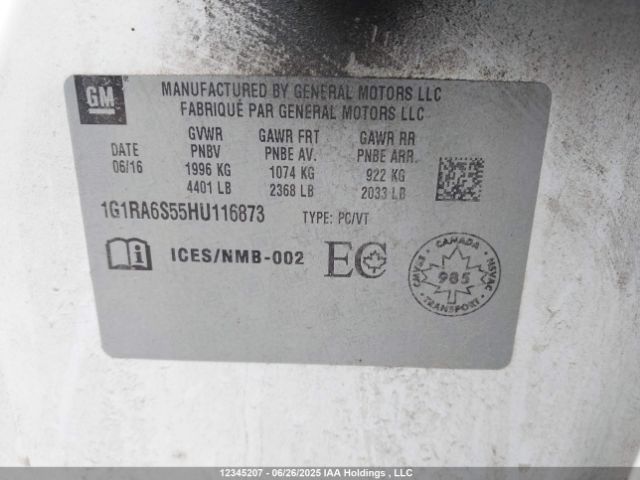 GM
MANUFACTURED BY GENERAL MOTORS LLC
FABRIQUÉ PAR GENERAL MOTORS LLC
GVWR GAWR FRT GAWR RR
DATE PNBV PNBE AV. PNBE ARR.
06/16 1996 KG 1074 KG 922 KG
4401 LB 2368 LB 2033 LB
1G1RA6S55HU116873 TYPE: PC/VT
ICES/NMB-002 EC
CANADA
CMVSS 985 NSVAC
TRANSPORT
12345207 - 06/26/2025 IAA Holdings , LLC